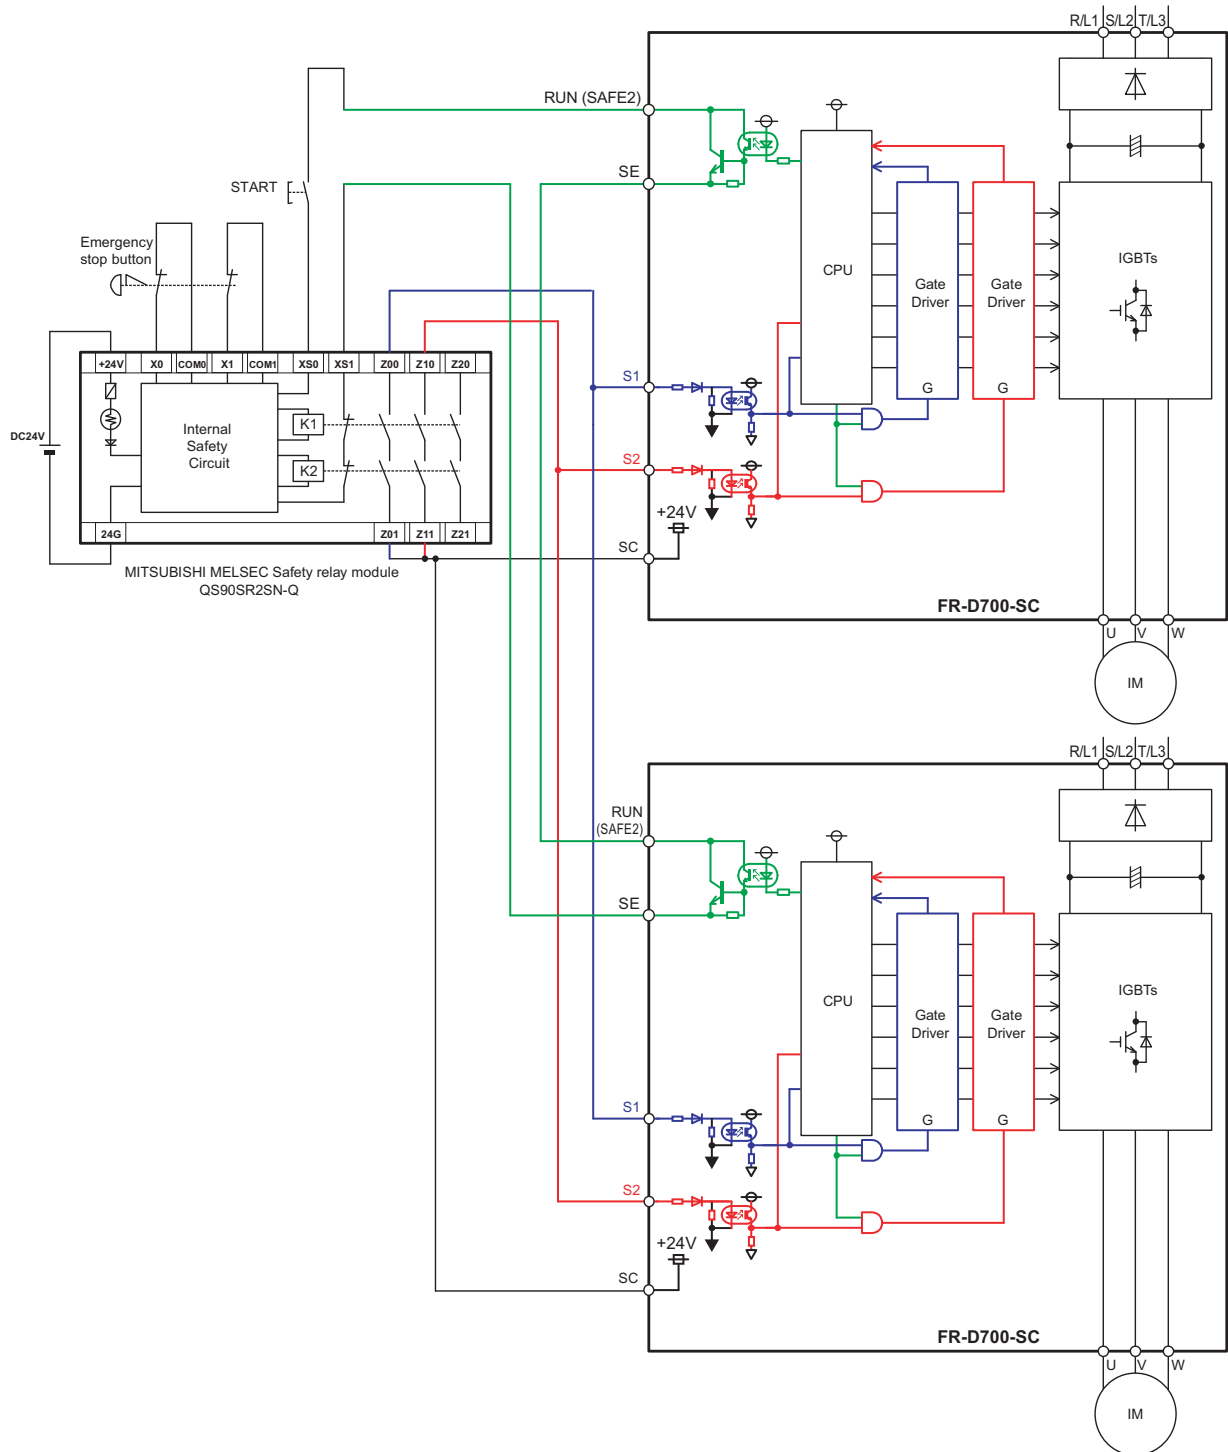 R/L1 S/L2 T/L3
RUN (SAFE2)
SE
START
Emergency
stop button
CPU
Gate
Driver
Gate
Driver
IGBTs
G
G
+24V X0 COM0 X1 COM1 XS0 XS1 Z00 Z10 Z20
S1
DC24V
Internal
Safety
Circuit
K1
K2
S2
+24V
24G Z01 Z11 Z21
SC
MITSUBISHI MELSEC Safety relay module
QS90SR2SN-Q
FR-D700-SC
U V W
IM
R/L1 S/L2 T/L3
RUN
(SAFE2)
SE
CPU
Gate
Driver
Gate
Driver
IGBTs
G
G
S1
S2
+24V
SC
FR-D700-SC
U V W
IM